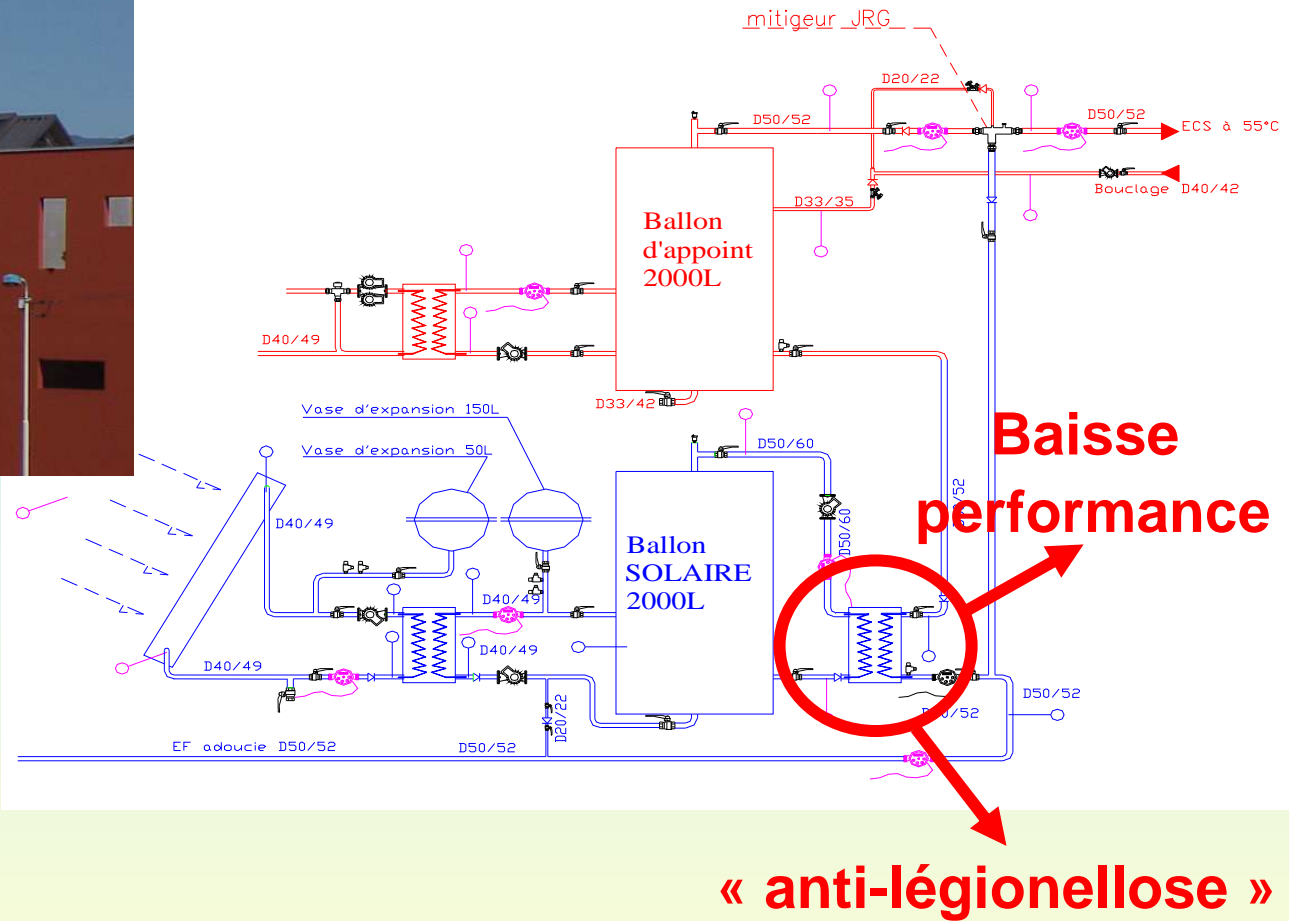 mitigeur JRG
D20/22
D50/52
D50/52
ECS à 55°C
Bouclage D40/42
D33/35
Ballon
d'appoint
2000L
D40/49
D33/42
Vase d'expansion 150L
Vase d'expansion 50L
D50/60
Baisse
performance
D40/49
D50/60
Ballon
SOLAIRE
2000L
D40/49
D40/49
D40/49
D50/52
D20/22
EF adoucie D50/52
D50/52
« anti-légionellose »